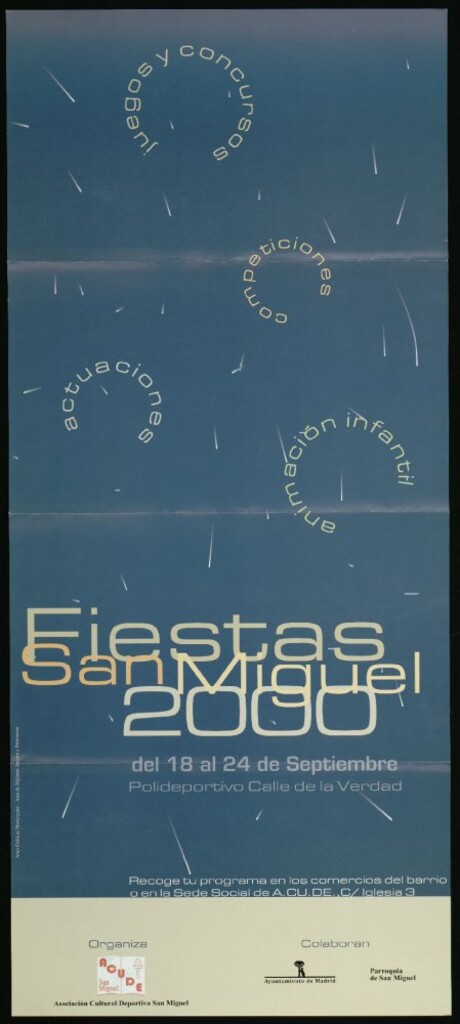 juegos y concursos
competiciones
actuaciones
animación infantil
Fiestas
San Miguel
2000
del 18 al 24 de Septiembre
Polideportivo Calle de la Verdad
Recoge tu programa en los comercios del barrio
o en la Sede Social de A.CU.DE., C/ Iglesia 3
Organiza
Colaboran
ACUDE
San
Miguel
Asociación Cultural Deportiva San Miguel
Ayuntamiento de Madrid
Parroquia
de San Miguel